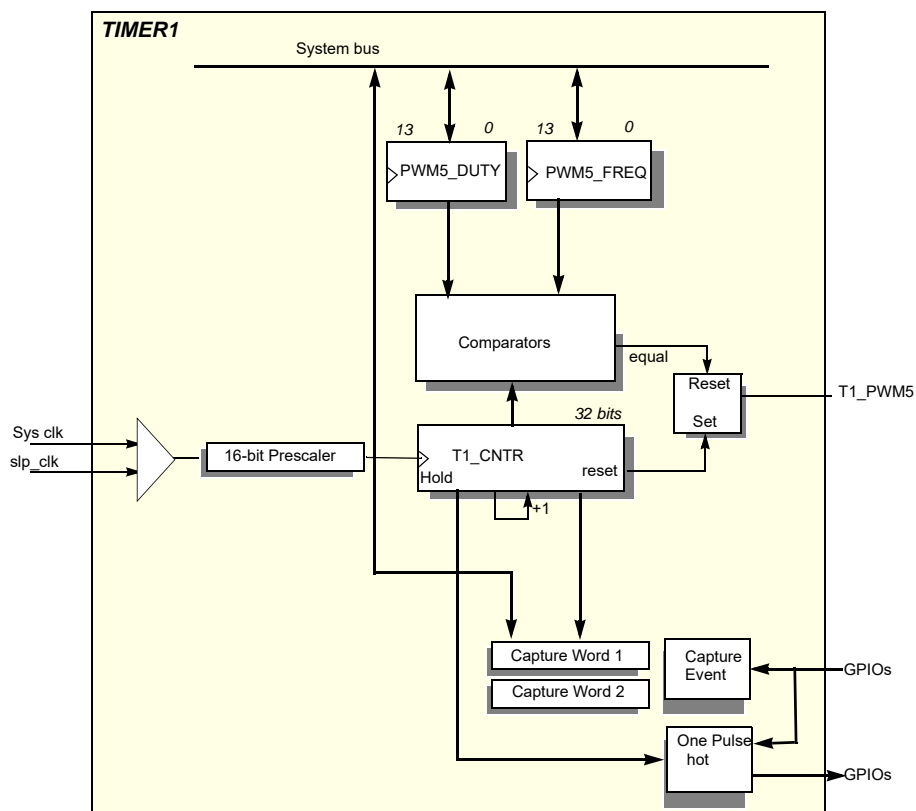 TIMER1
System bus
13 0 13 0
PWM5_DUTY PWM5_FREQ
Comparators
equal
Reset
T1_PWM5
Set
32 bits
Sys clk
slp_clk
16-bit Prescaler
T1_CNTR
Hold reset
+1
Capture Word 1
Capture Word 2
Capture
Event
GPIOs
One Pulse
hot
GPIOs